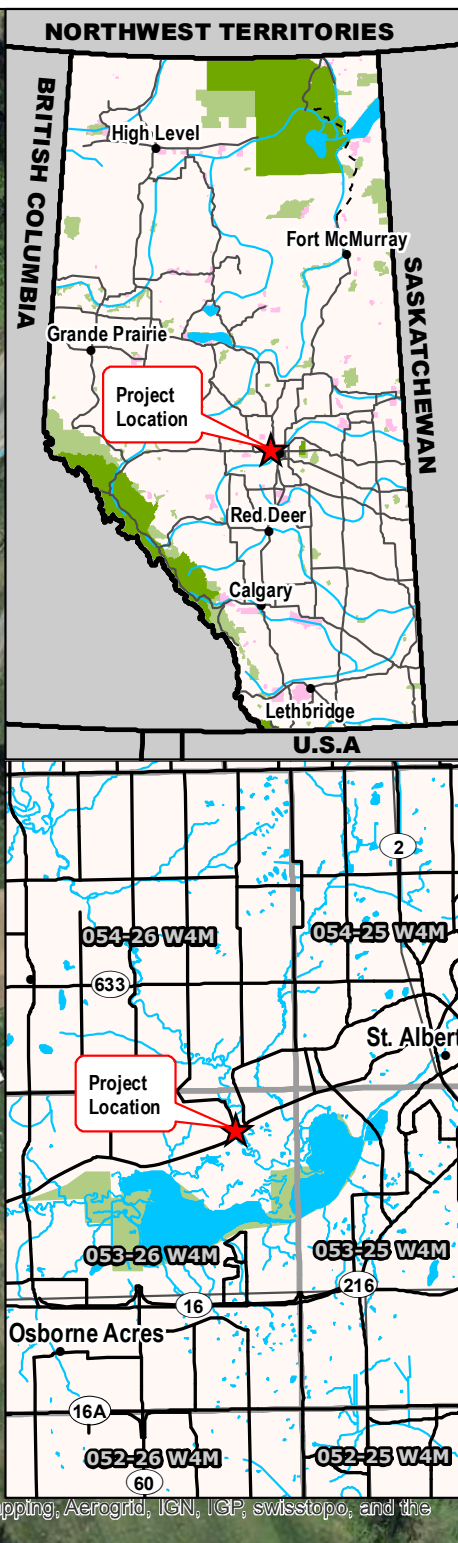 NORTHWEST TERRITORIES
BRITISH COLUMBIA
High Level
Fort McMurray
SASKATCHEWAN
Grande Prairie
Project
Location
Red Deer
Calgary
Lethbridge
U.S.A
2
054-26 W4M
054-25 W4M
633
St. Albert
Project
Location
053-26 W4M
053-25 W4M
216
16
Osborne Acres
16A
052-26 W4M
052-25 W4M
60
apping, Aerogrid, IGN, IGP, swisstopo, and the